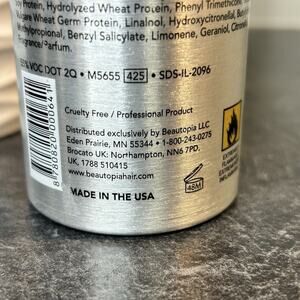 Protein, Hydrolyzed Wheat Protein, Phenyl
Wheat Germ Protein, Linalool, Hydroxycitronellal,
Benzyl Salicylate, Limonene, Geraniol,
Fragrance/Parfum.
VOC (DOT 2Q • M5655 425 • SDS-IL-2096
Cruelty Free / Professional Product
Distributed exclusively by Beautopia LLC
Eden Prairie, MN 55344 • 1-800-243-0275
Brocato UK: Northampton, NN6 7PD.
UK, 1788 510415
www.beautopiahair.com
48M
MADE IN THE USA